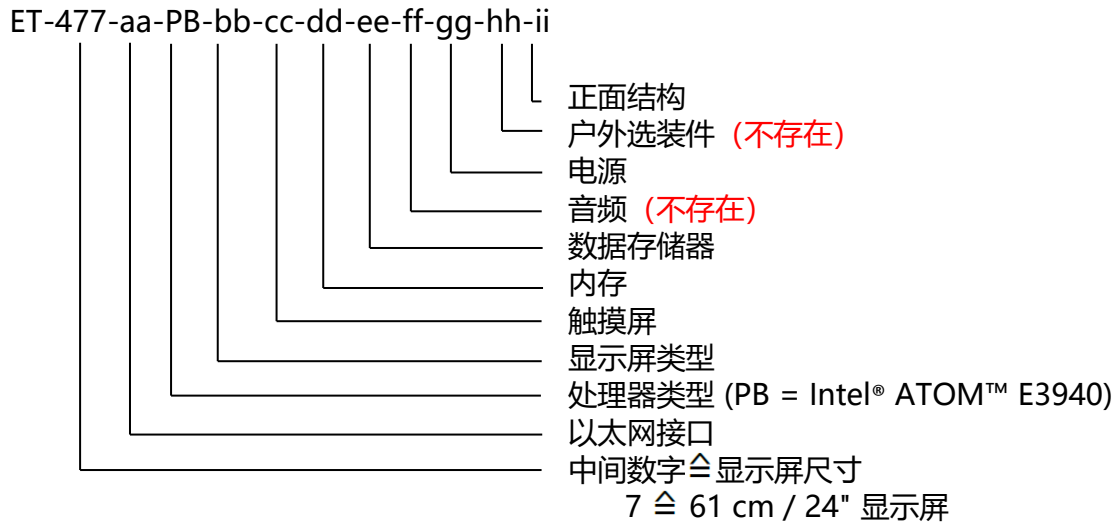 ET-477-aa-PB-bb-cc-dd-ee-ff-gg-hh-ii
正面结构
户外选装件（不存在）
电源
音频（不存在）
数据存储器
内存
触摸屏
显示屏类型
处理器类型 (PB = Intel® ATOM™ E3940)
以太网接口
中间数字≙显示屏尺寸
7 ≙ 61 cm / 24" 显示屏